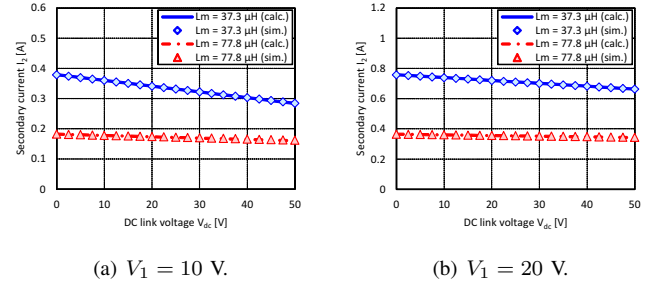 Secondary current I₂ [A]
0.6
0.5
0.4
0.3
0.2
0.1
0
Lm = 37.3 μH (calc.)
Lm = 37.3 μH (sim.)
Lm = 77.8 μH (calc.)
Lm = 77.8 μH (sim.)
0 10 20 30 40 50
DC link voltage V_dc [V]
(a) V₁ = 10 V.
Secondary current I₂ [A]
1.2
1
0.8
0.6
0.4
0.2
0
Lm = 37.3 μH (calc.)
Lm = 37.3 μH (sim.)
Lm = 77.8 μH (calc.)
Lm = 77.8 μH (sim.)
0 10 20 30 40 50
DC link voltage V_dc [V]
(b) V₁ = 20 V.